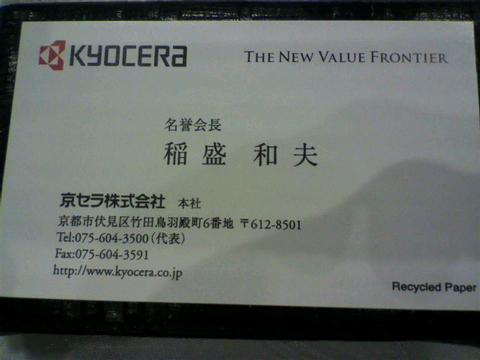 KYOCERA THE NEW VALUE FRONTIER
名誉会長
稲盛 和夫
京セラ株式会社 本社
京都市伏見区竹田鳥羽殿町6番地 〒612-8501
Tel:075-604-3500(代表)
Fax:075-604-3591
http://www.kyocera.co.jp
Recycled Paper